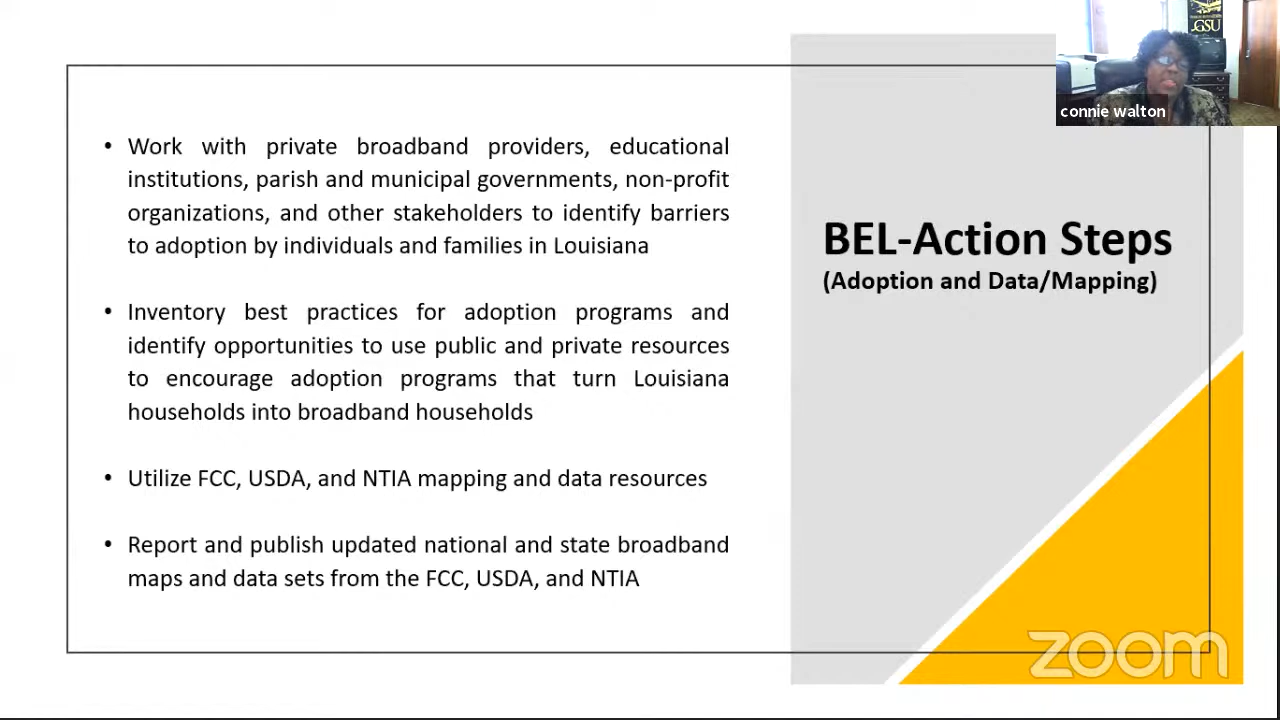 GSU
connie walton
• Work with private broadband providers, educational
institutions, parish and municipal governments, non-profit
organizations, and other stakeholders to identify barriers
to adoption by individuals and families in Louisiana
• Inventory best practices for adoption programs and
identify opportunities to use public and private resources
to encourage adoption programs that turn Louisiana
households into broadband households
• Utilize FCC, USDA, and NTIA mapping and data resources
• Report and publish updated national and state broadband
maps and data sets from the FCC, USDA, and NTIA
BEL-Action Steps
(Adoption and Data/Mapping)
zoom